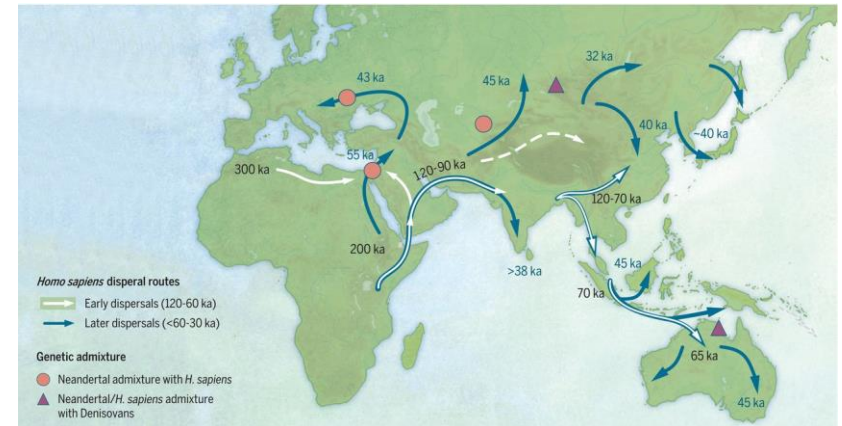 32 ka
43 ka
45 ka
40 ka
~40 ka
55 ka
300 ka
120-90 ka
120-70 ka
200 ka
>38 ka
45 ka
70 ka
Homo sapiens disperal routes
Early dispersals (120-60 ka)
Later dispersals (<60-30 ka)
65 ka
Genetic admixture
Neandertal admixture with H. sapiens
Neandertal/H. sapiens admixture
with Denisovans
45 ka